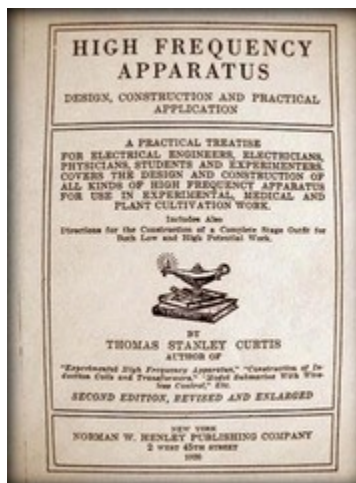 HIGH FREQUENCY
APPARATUS
DESIGN, CONSTRUCTION AND PRACTICAL
APPLICATION
A PRACTICAL TREATISE
FOR ELECTRICAL ENGINEERS, ELECTRICIANS,
PHYSICIANS, STUDENTS AND EXPERIMENTERS.
COVERS THE DESIGN AND CONSTRUCTION OF
ALL KINDS OF HIGH FREQUENCY APPARATUS
FOR USE IN EXPERIMENTAL, MEDICAL AND
PLANT CULTIVATION WORK.
Includes Also
Directions for the Construction of a Complete Stage Outfit for
Both Low and High Potential Work.
BY
THOMAS STANLEY CURTIS
AUTHOR OF
"Experimental High Frequency Apparatus," "Construction of In-
duction Coils and Transformers," "Model Submarine With Wire-
less Control," Etc.
SECOND EDITION, REVISED AND ENLARGED
NEW YORK
NORMAN W. HENLEY PUBLISHING COMPANY
2 WEST 45TH STREET